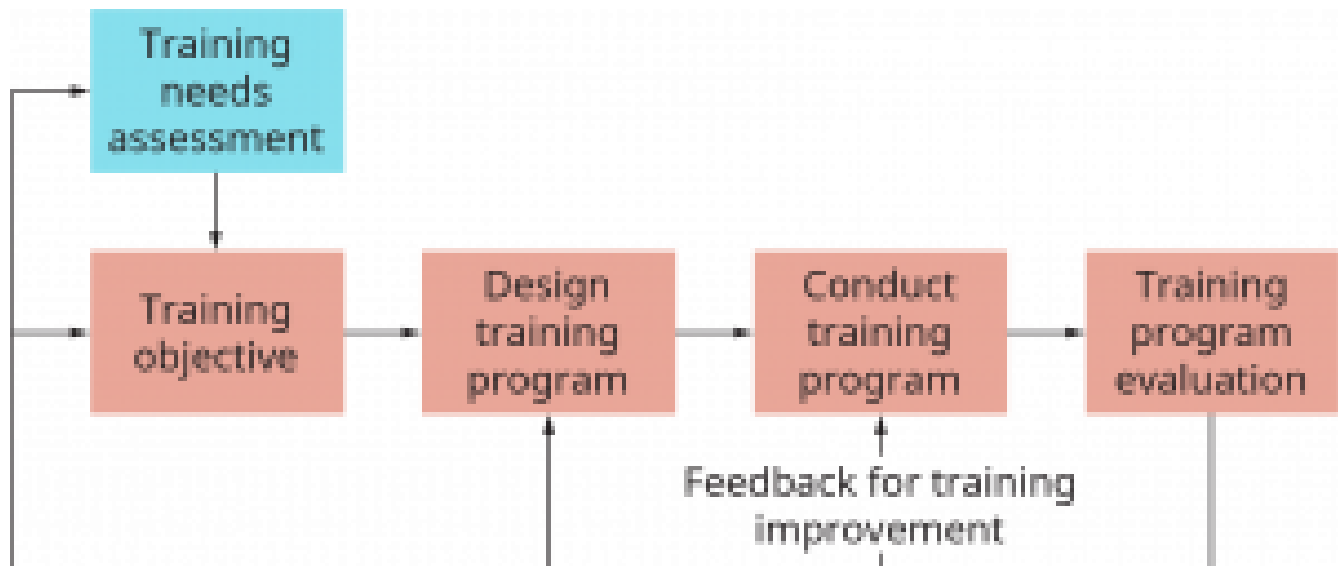 Training
needs
assessment
Training
objective
Design
training
program
Conduct
training
program
Training
program
evaluation
Feedback for training
improvement